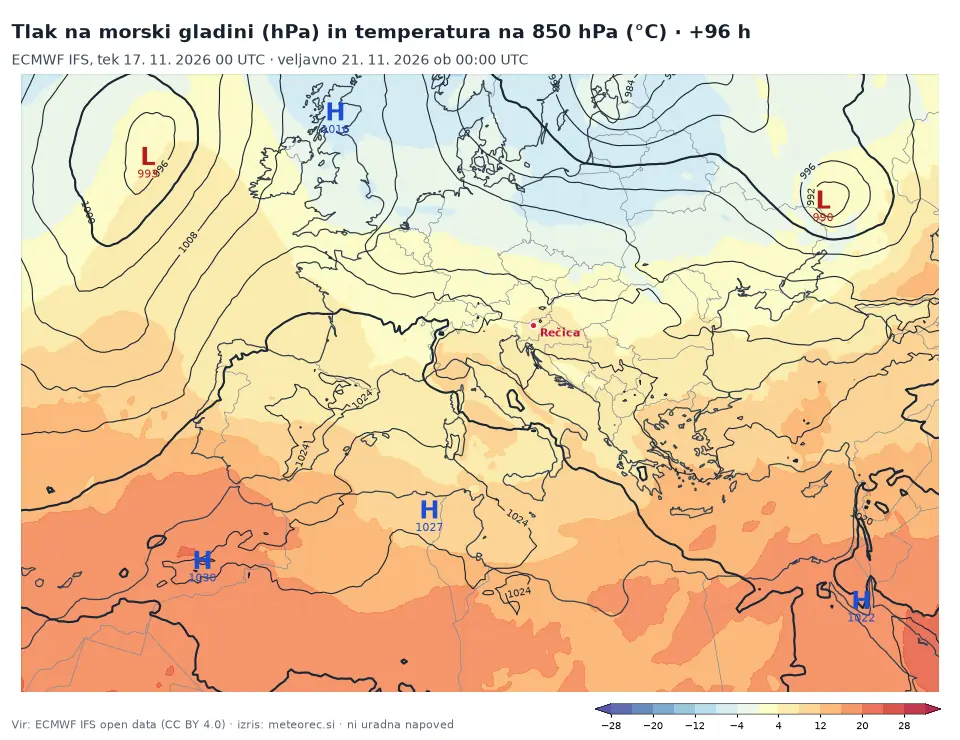 Tlak na morski gladini (hPa) in temperatura na 850 hPa (°C) · +96 h
ECMWF IFS, tek 17. 11. 2026 00 UTC · veljavno 21. 11. 2026 ob 00:00 UTC
984
H
1016
L
995
996
996
992
L
990
1000
1008
Rečica
1024
1024
H
1027
1024
1020
H
1030
1024
H
1022
−28 −20 −12 −4 4 12 20 28
Vir: ECMWF IFS open data (CC BY 4.0) · izris: meteorec.si · ni uradna napoved